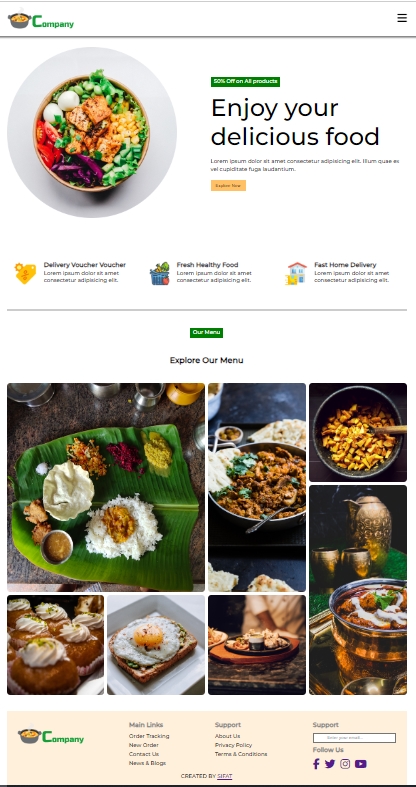 Company
50% Off on All products
Enjoy your
delicious food
Lorem ipsum dolor sit amet consectetur adipisicing elit. Illum quae ex
vel cupiditate fuga laudantium.
Explore Now
Delivery Voucher Voucher
Lorem ipsum dolor sit amet
consectetur adipisicing elit.
Fresh Healthy Food
Lorem ipsum dolor sit amet
consectetur adipisicing elit.
Fast Home Delivery
Lorem ipsum dolor sit amet
consectetur adipisicing elit.
Our Menu
Explore Our Menu
Company
Main Links
Order Tracking
New Order
Contact Us
News & Blogs
Support
About Us
Privacy Policy
Terms & Conditions
Support
Enter your email...
Follow Us
CREATED BY SIFAT